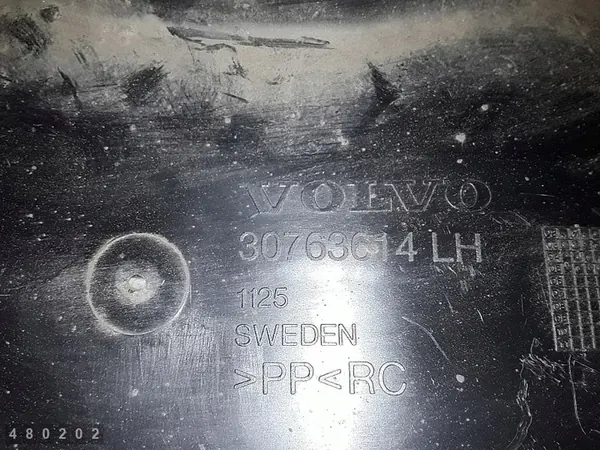 VOLVO
30763614 LH
1125
SWEDEN
>PP<RC
480202